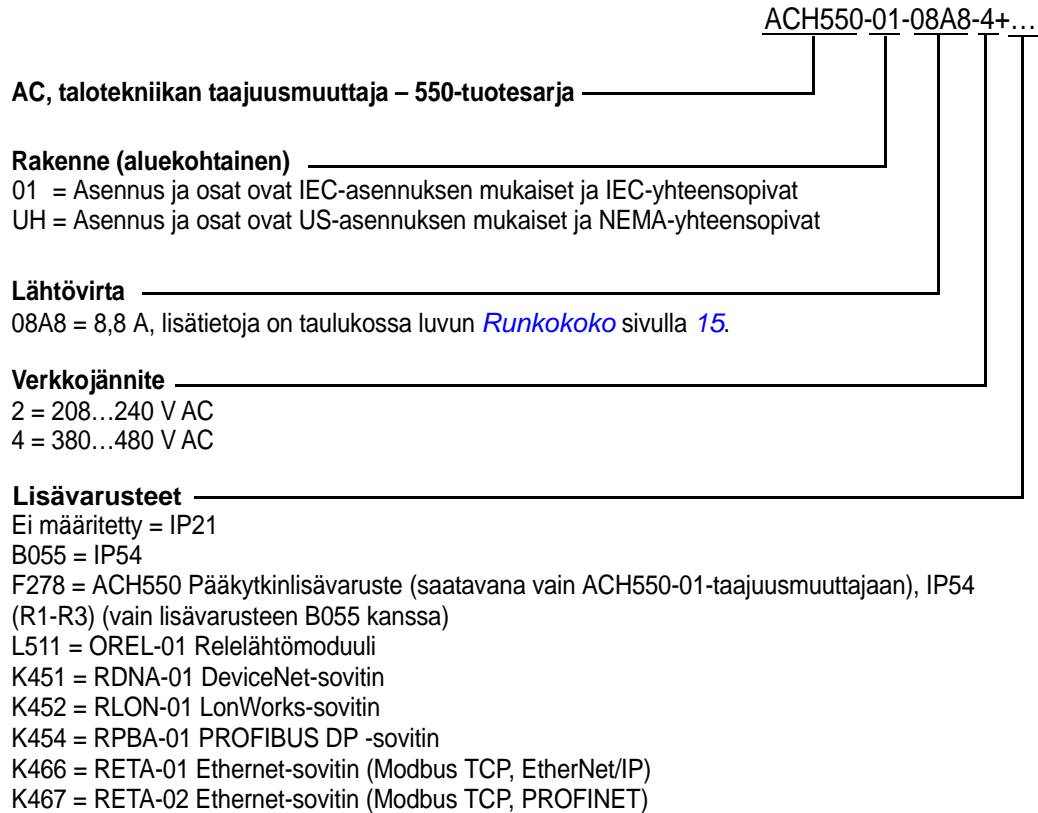 ACH550-01-08A8-4+…
AC, talotekniikan taajuusmuuttaja – 550-tuotesarja
Rakenne (aluekohtainen)
01 = Asennus ja osat ovat IEC-asennuksen mukaiset ja IEC-yhteensopivat
UH = Asennus ja osat ovat US-asennuksen mukaiset ja NEMA-yhteensopivat
Lähtövirta
08A8 = 8,8 A, lisätietoja on taulukossa luvun Runkokoko sivulla 15.
Verkkojännite
2 = 208…240 V AC
4 = 380…480 V AC
Lisävarusteet
Ei määritetty = IP21
B055 = IP54
F278 = ACH550 Pääkytkinlisävaruste (saatavana vain ACH550-01-taajuusmuuttajaan), IP54
(R1-R3) (vain lisävarusteen B055 kanssa)
L511 = OREL-01 Relelähtömoduuli
K451 = RDNA-01 DeviceNet-sovitin
K452 = RLON-01 LonWorks-sovitin
K454 = RPBA-01 PROFIBUS DP -sovitin
K466 = RETA-01 Ethernet-sovitin (Modbus TCP, EtherNet/IP)
K467 = RETA-02 Ethernet-sovitin (Modbus TCP, PROFINET)